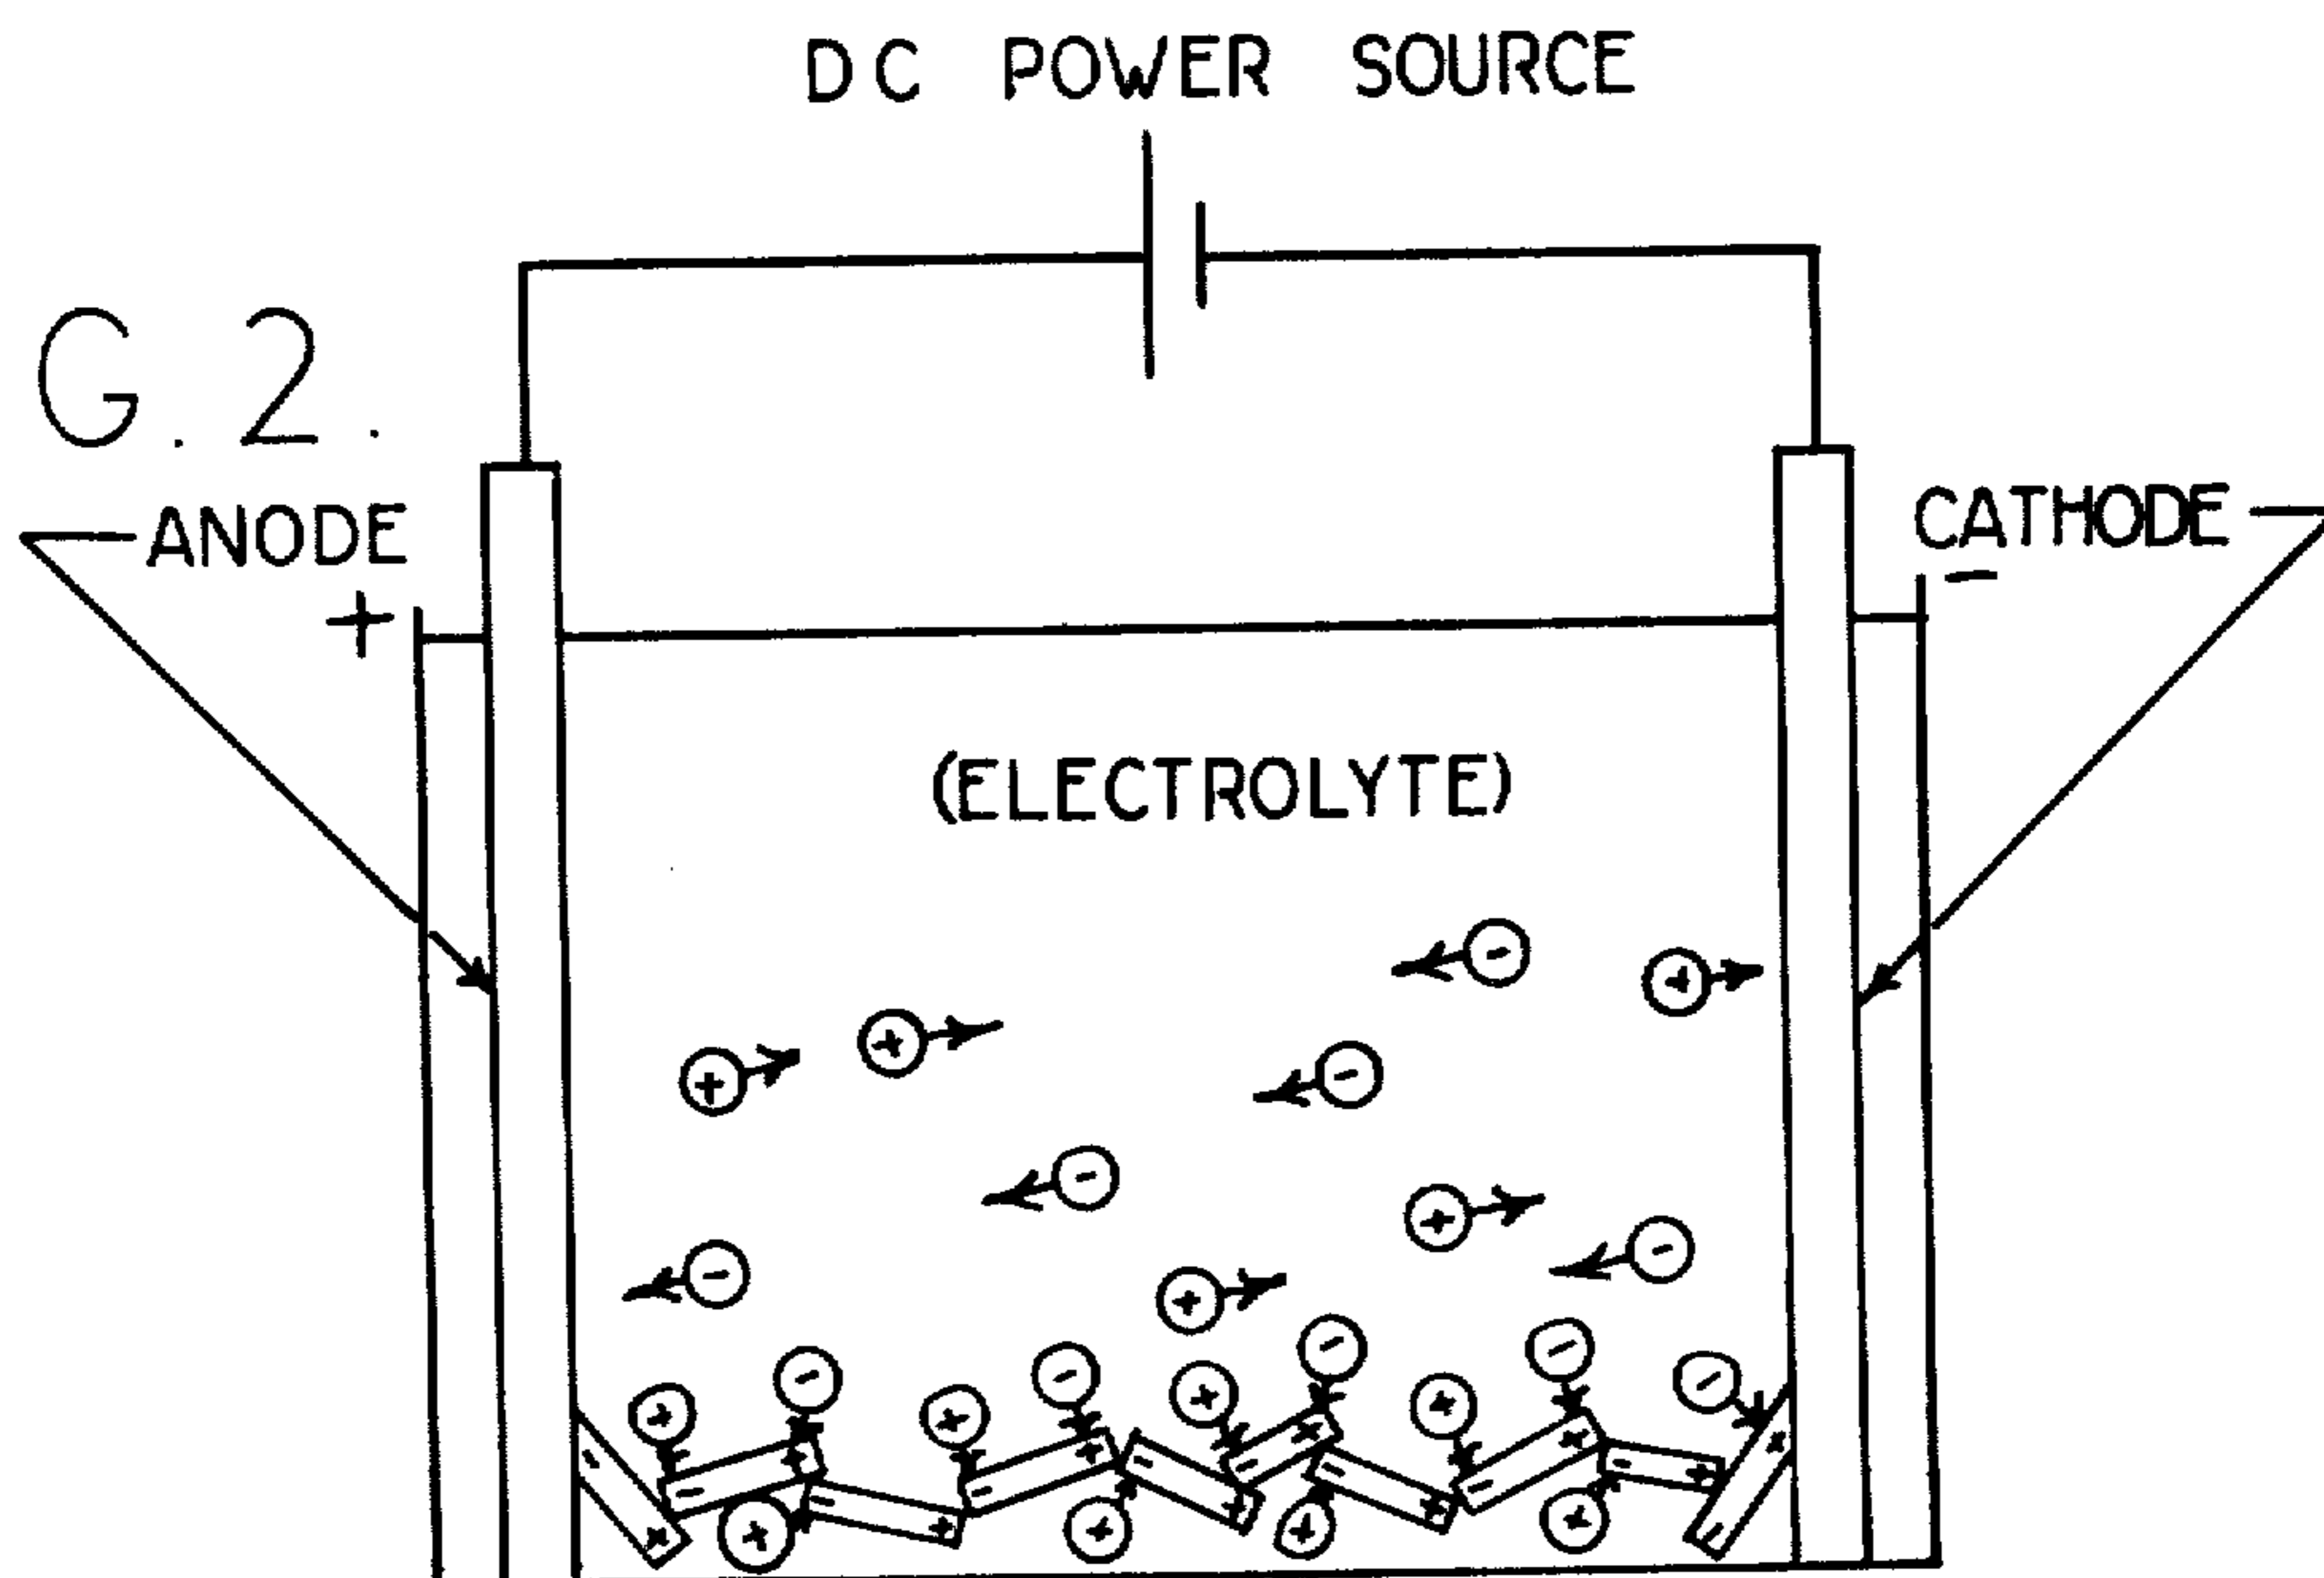 DC POWER SOURCE
G. 2.
ANODE
+
CATHODE
-
(ELECTROLYTE)